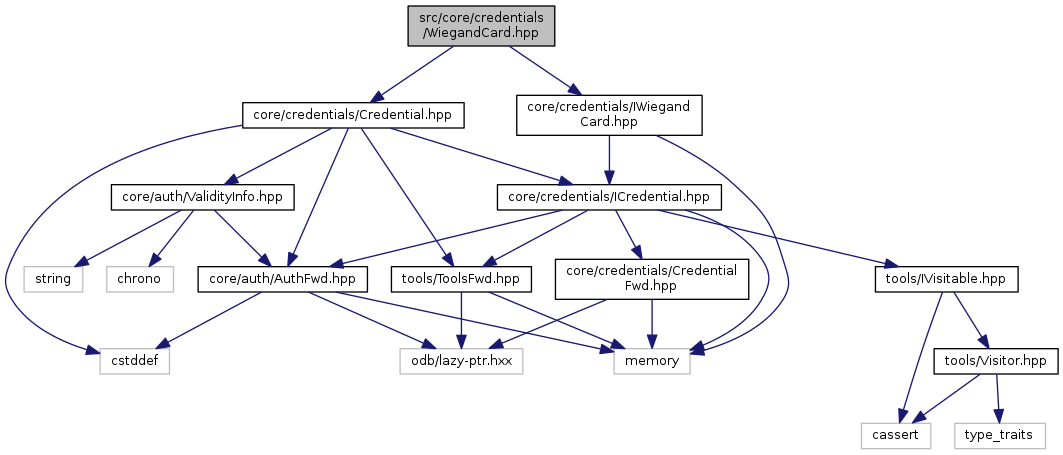 src/core/credentials
/WiegandCard.hpp
core/credentials/Credential.hpp
core/credentials/IWiegand
Card.hpp
core/auth/ValidityInfo.hpp
core/credentials/ICredential.hpp
string
chrono
core/auth/AuthFwd.hpp
tools/ToolsFwd.hpp
core/credentials/Credential
Fwd.hpp
tools/IVisitable.hpp
cstddef
odb/lazy-ptr.hxx
memory
tools/Visitor.hpp
cassert
type_traits